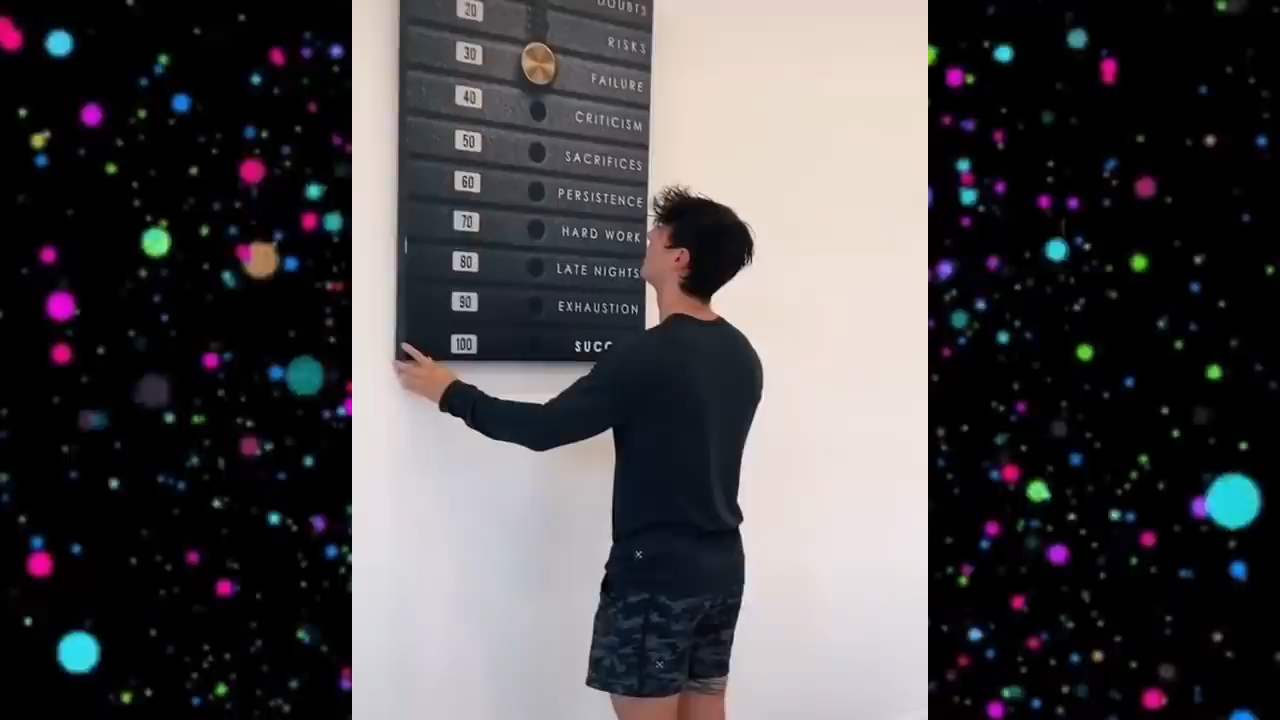 20 DOUBTS
RISKS
30
FAILURE
40
CRITICISM
50
SACRIFICES
60
PERSISTENCE
70
HARD WORK
80
LATE NIGHTS
90
EXHAUSTION
100
SUCC